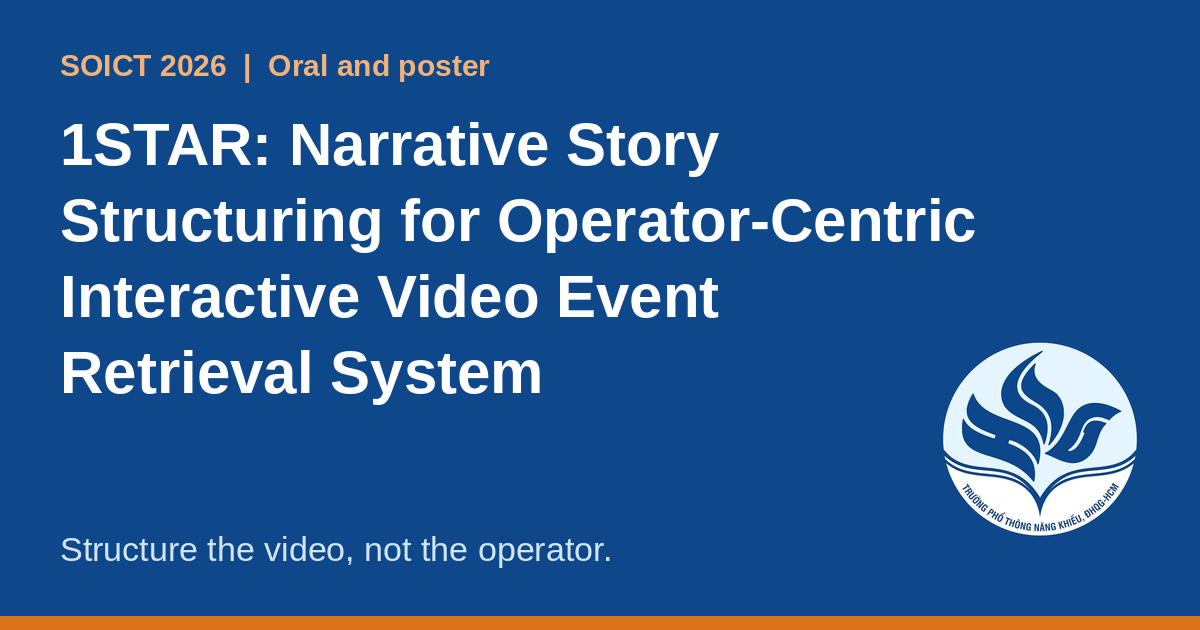 SOICT 2026 | Oral and poster
1STAR: Narrative Story
Structuring for Operator-Centric
Interactive Video Event
Retrieval System
TRƯỜNG PHỔ THÔNG NĂNG KHIẾU, ĐHQG-HCM
Structure the video, not the operator.